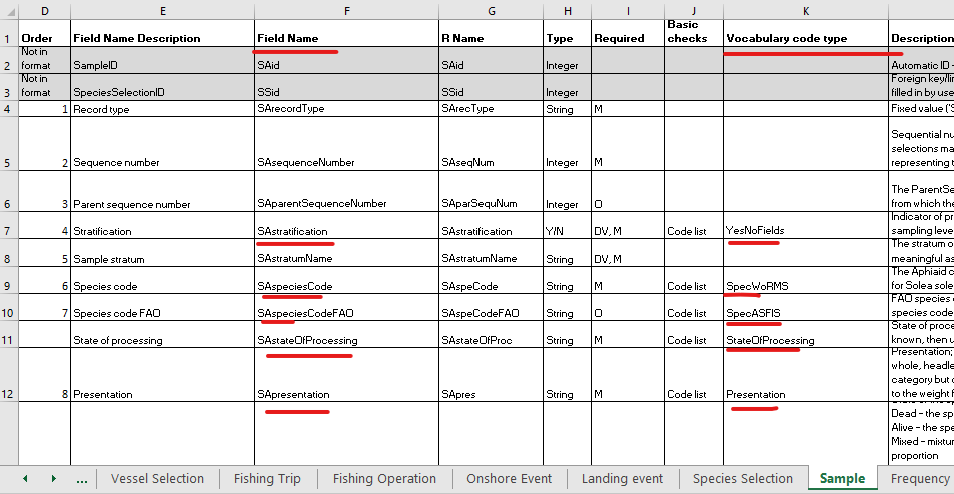 D E F G H I J K
1 Order Field Name Description Field Name R Name Type Required Basic checks Vocabulary code type Description
2 Not in format SampleID SAid SAid Integer Automatic ID -
3 Not in format SpeciesSelectionID SSid SSid Integer Foreign key/lin filled in by use
4 1 Record type SArecordType SArecType String M Fixed value ('S
5 2 Sequence number SAsequenceNumber SAseqNum Integer M Sequential nu selections ma representing t
6 3 Parent sequence number SAparentSequenceNumber SAparSequNum Integer O The ParentSe from which the
7 4 Stratification SAstratification SAstratification Y/N DV, M Code list YesNoFields Indicator of pr sampling leve
8 5 Sample stratum SAstratumName SAstratumName String DV, M The stratum o meaningful as
9 6 Species code SAspeciesCode SAspeCode String M Code list SpecWoRMS The Aphiaid c for Solea sole
10 7 Species code FAO SAspeciesCodeFAO SAspeCodeFAO String O Code list SpecASFIS FAO species c species code
11 State of processing SAstateOfProcessing SAstateOfProc String M Code list StateOfProcessing State of proce known, then u
12 8 Presentation SApresentation SApres String M Code list Presentation Presentation; whole, headle category but c to the weight f
Dead - the sp
Alive - the spe
Mixed - mixtur
proportion
... Vessel Selection Fishing Trip Fishing Operation Onshore Event Landing event Species Selection Sample Frequency